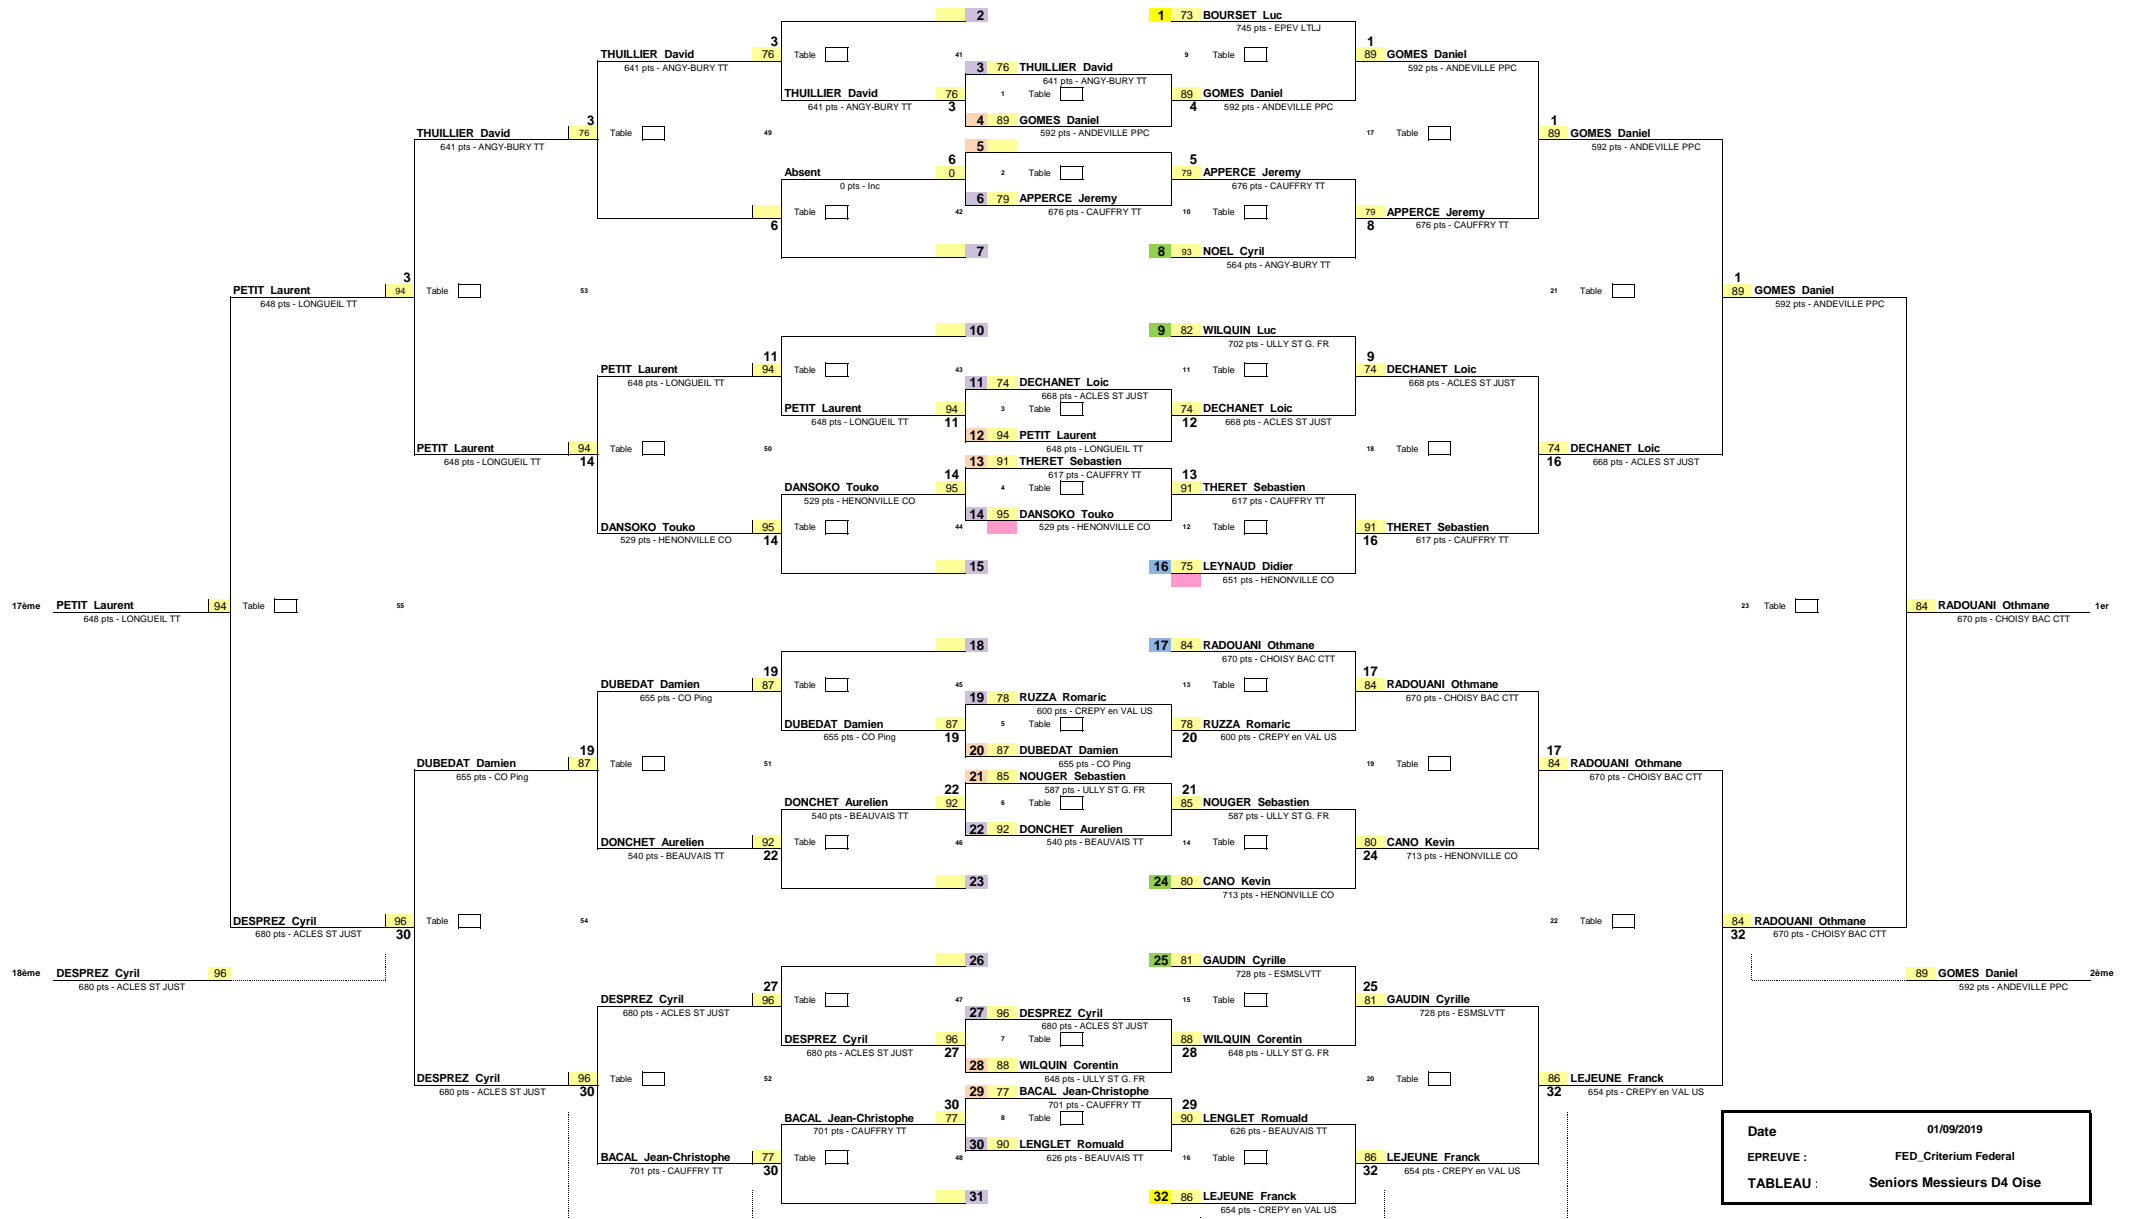 2
1 73 BOURSET Luc
745 pts - EPEV LTLJ
3
1
THUILLIER David 76 Table 41 9 Table 89 GOMES Daniel
641 pts - ANGY-BURY TT 3 76 THUILLIER David 592 pts - ANDEVILLE PPC
641 pts - ANGY-BURY TT
THUILLIER David 76 1 Table 89 GOMES Daniel
641 pts - ANGY-BURY TT 3 4 592 pts - ANDEVILLE PPC
3 4 89 GOMES Daniel 1
THUILLIER David 76 Table 49 592 pts - ANDEVILLE PPC 17 Table 89 GOMES Daniel
641 pts - ANGY-BURY TT 5 592 pts - ANDEVILLE PPC
6 5
Absent 0 2 Table 79 APPERCE Jeremy
0 pts - Inc 676 pts - CAUFFRY TT
6 79 APPERCE Jeremy
Table 42 676 pts - CAUFFRY TT 10 Table 79 APPERCE Jeremy
6 8 676 pts - CAUFFRY TT
7 8 93 NOEL Cyril
564 pts - ANGY-BURY TT
3 1
PETIT Laurent 94 Table 53 21 Table 89 GOMES Daniel
648 pts - LONGUEIL TT 592 pts - ANDEVILLE PPC
10 9 82 WILQUIN Luc
702 pts - ULLY ST G. FR
11 9
PETIT Laurent 94 Table 43 11 Table 74 DECHANET Loic
648 pts - LONGUEIL TT 11 74 DECHANET Loic 668 pts - ACLES ST JUST
668 pts - ACLES ST JUST
PETIT Laurent 94 3 Table 74 DECHANET Loic
648 pts - LONGUEIL TT 11 12 668 pts - ACLES ST JUST
12 94 PETIT Laurent
PETIT Laurent 94 Table 50 648 pts - LONGUEIL TT 18 Table 74 DECHANET Loic
648 pts - LONGUEIL TT 14 13 91 THERET Sebastien 16 668 pts - ACLES ST JUST
14 617 pts - CAUFFRY TT 13
DANSOKO Touko 95 4 Table 91 THERET Sebastien
529 pts - HENONVILLE CO 617 pts - CAUFFRY TT
14 95 DANSOKO Touko
DANSOKO Touko 95 Table 44 529 pts - HENONVILLE CO 12 Table 91 THERET Sebastien
529 pts - HENONVILLE CO 14 16 617 pts - CAUFFRY TT
15 16 75 LEYNAUD Didier
651 pts - HENONVILLE CO
17ème PETIT Laurent 94 Table 55 23 Table 84 RADOUANI Othmane 1er
648 pts - LONGUEIL TT 670 pts - CHOISY BAC CTT
18 17 84 RADOUANI Othmane
670 pts - CHOISY BAC CTT
19 17
DUBEDAT Damien 87 Table 45 13 Table 84 RADOUANI Othmane
655 pts - CO Ping 19 78 RUZZA Romaric 670 pts - CHOISY BAC CTT
600 pts - CREPY en VAL US
DUBEDAT Damien 87 5 Table 78 RUZZA Romaric
655 pts - CO Ping 19 20 600 pts - CREPY en VAL US
19 20 87 DUBEDAT Damien 17
DUBEDAT Damien 87 Table 51 655 pts - CO Ping 19 Table 84 RADOUANI Othmane
655 pts - CO Ping 21 85 NOUGER Sebastien 670 pts - CHOISY BAC CTT
22 587 pts - ULLY ST G. FR 21
DONCHET Aurelien 92 6 Table 85 NOUGER Sebastien
540 pts - BEAUVAIS TT 587 pts - ULLY ST G. FR
22 92 DONCHET Aurelien
DONCHET Aurelien 92 Table 46 540 pts - BEAUVAIS TT 14 Table 80 CANO Kevin
540 pts - BEAUVAIS TT 22 24 713 pts - HENONVILLE CO
23 24 80 CANO Kevin
713 pts - HENONVILLE CO
DESPREZ Cyril 96 Table 54 22 Table 84 RADOUANI Othmane
680 pts - ACLES ST JUST 30 32 670 pts - CHOISY BAC CTT
26 25 81 GAUDIN Cyrille
18ème DESPREZ Cyril 96 728 pts - ESMSLVTT 89 GOMES Daniel 2ème
680 pts - ACLES ST JUST 592 pts - ANDEVILLE PPC
27 25
DESPREZ Cyril 96 Table 47 15 Table 81 GAUDIN Cyrille
680 pts - ACLES ST JUST 27 96 DESPREZ Cyril 728 pts - ESMSLVTT
680 pts - ACLES ST JUST
DESPREZ Cyril 96 7 Table 88 WILQUIN Corentin
680 pts - ACLES ST JUST 27 28 648 pts - ULLY ST G. FR
28 88 WILQUIN Corentin
DESPREZ Cyril 96 Table 52 648 pts - ULLY ST G. FR 20 Table 86 LEJEUNE Franck
680 pts - ACLES ST JUST 30 29 77 BACAL Jean-Christophe 32 654 pts - CREPY en VAL US
30 701 pts - CAUFFRY TT 29
BACAL Jean-Christophe 77 8 Table 90 LENGLET Romuald
701 pts - CAUFFRY TT 626 pts - BEAUVAIS TT
30 90 LENGLET Romuald
BACAL Jean-Christophe 77 Table 48 626 pts - BEAUVAIS TT 16 Table 86 LEJEUNE Franck
701 pts - CAUFFRY TT 30 32 654 pts - CREPY en VAL US
31 32 86 LEJEUNE Franck
654 pts - CREPY en VAL US
Date 01/09/2019
EPREUVE : FED_Criterium Federal
TABLEAU : Seniors Messieurs D4 Oise